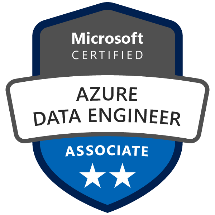 Microsoft
CERTIFIED
AZURE
DATA ENGINEER
ASSOCIATE